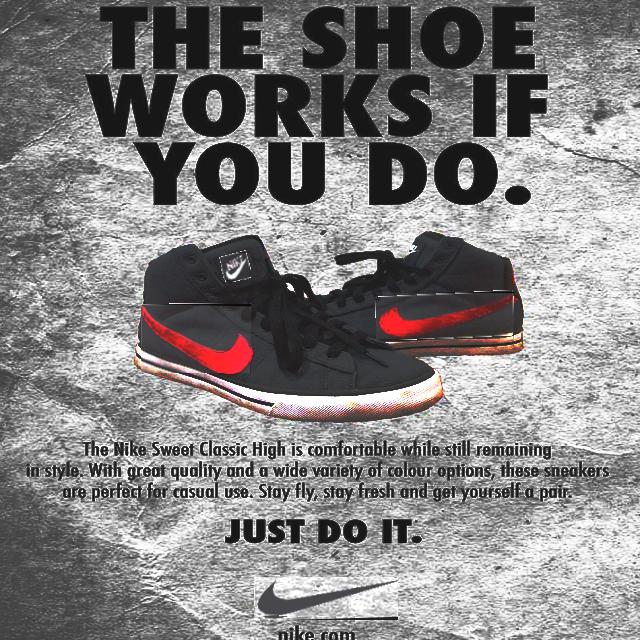 THE SHOE
WORKS IF
YOU DO.
The Nike Sweet Classic High is comfortable while still remaining
in style. With great quality and a wide variety of colour options, these sneakers
are perfect for casual use. Stay fly, stay fresh and get yourself a pair.
JUST DO IT.
nike.com